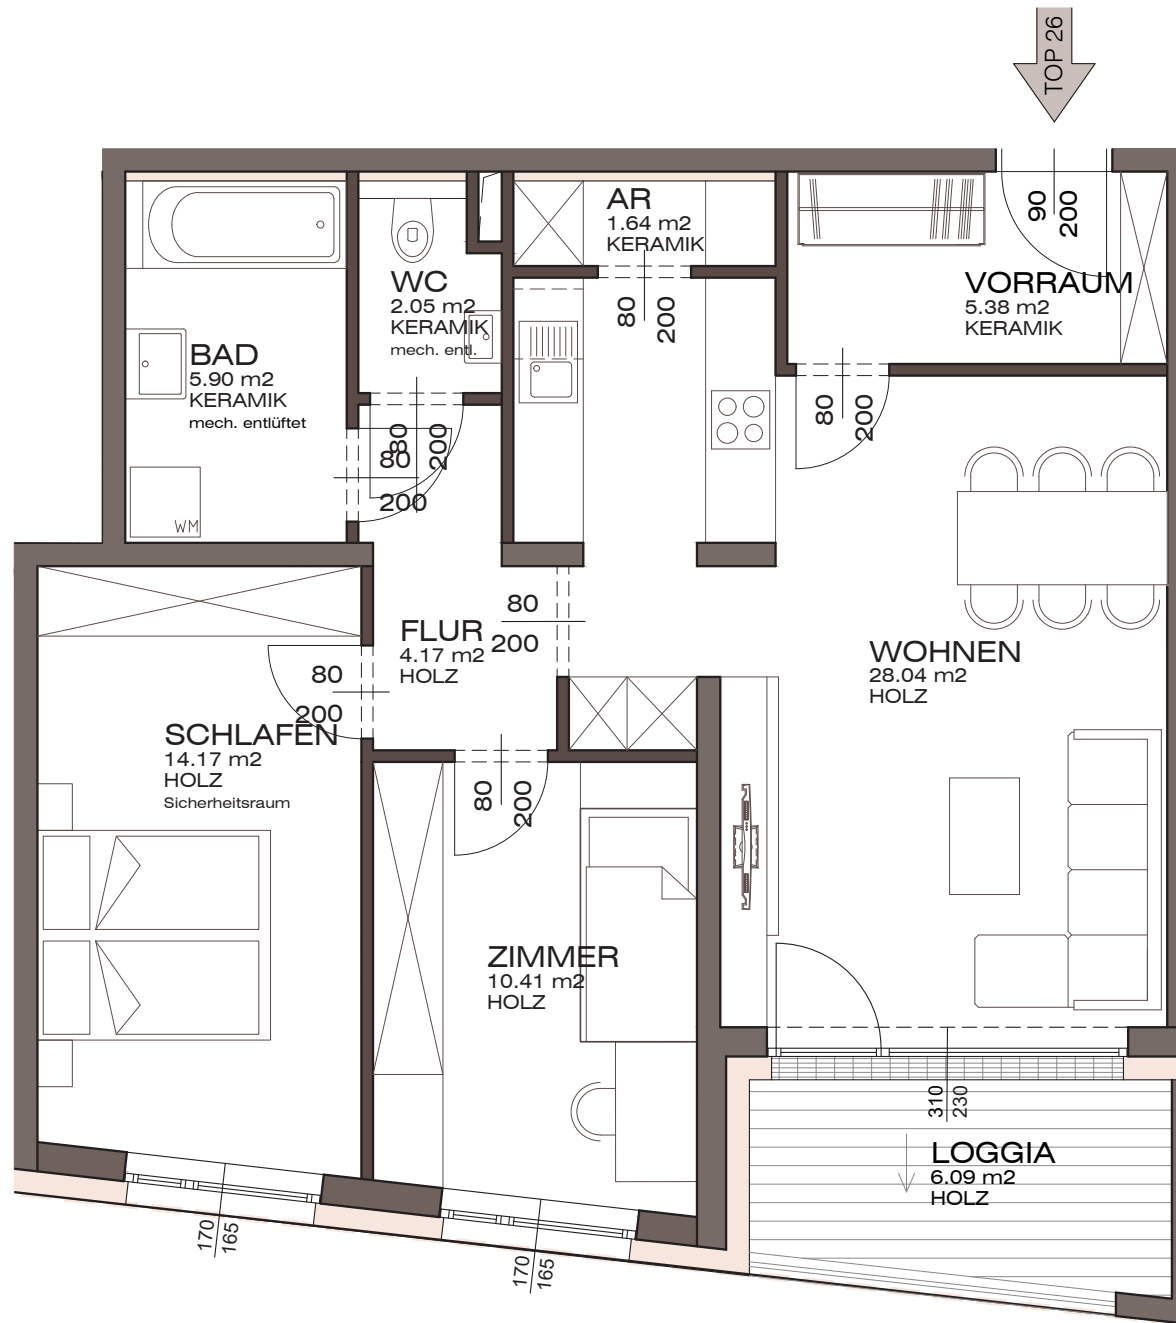 TOP 26
90
200
AR
1.64 m2
KERAMIK
80
200
WC
2.05 m2
KERAMIK
mech. entl.
VORRAUM
5.38 m2
KERAMIK
80
200
BAD
5.90 m2
KERAMIK
mech. entlüftet
WM
80
200
80
200
80
200
FLUR
4.17 m2
HOLZ
WOHNEN
28.04 m2
HOLZ
80
200
SCHLAFEN
14.17 m2
HOLZ
Sicherheitsraum
80
200
ZIMMER
10.41 m2
HOLZ
310
230
LOGGIA
6.09 m2
HOLZ
170
165
170
165